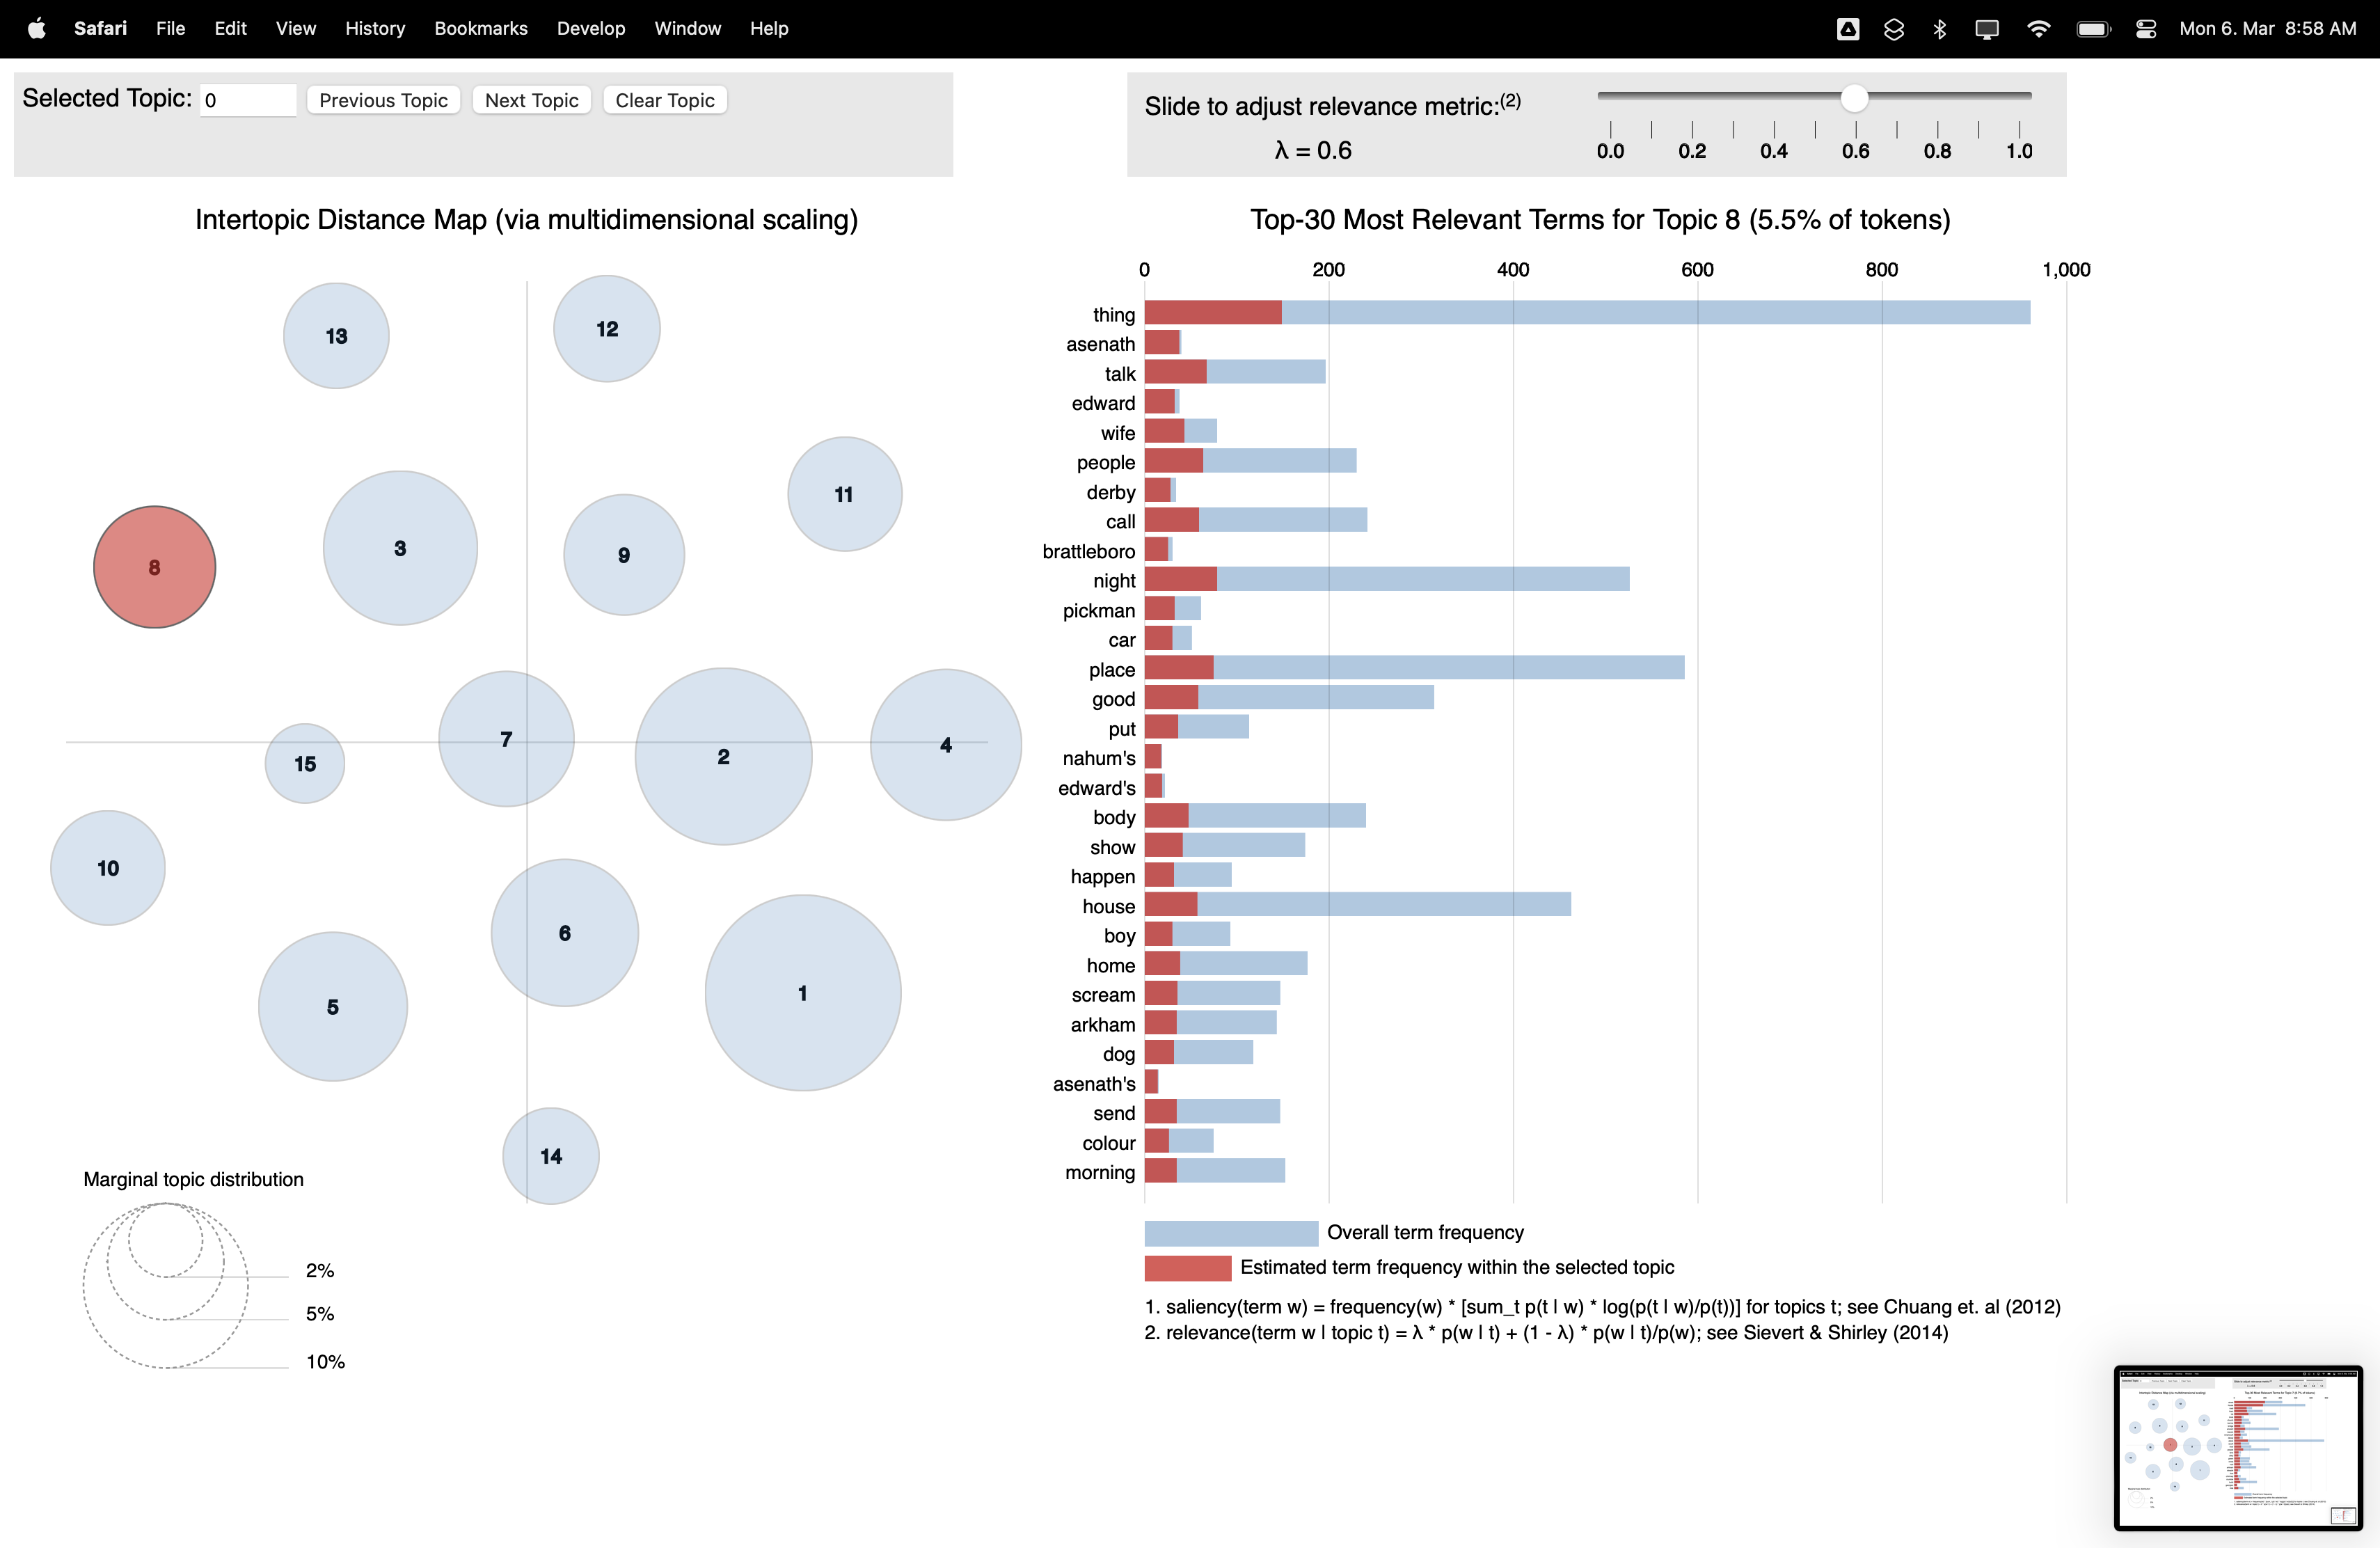 Safari File Edit View History Bookmarks Develop Window Help Mon 6. Mar 8:58 AM
Selected Topic: 0 Previous Topic Next Topic Clear Topic
Slide to adjust relevance metric:(2)
λ = 0.6
0.0 0.2 0.4 0.6 0.8 1.0
Intertopic Distance Map (via multidimensional scaling)
13
12
11
8
3
9
7
2
4
15
10
6
5
1
14
Marginal topic distribution
2%
5%
10%
Top-30 Most Relevant Terms for Topic 8 (5.5% of tokens)
0 200 400 600 800 1,000
thing
asenath
talk
edward
wife
people
derby
call
brattleboro
night
pickman
car
place
good
put
nahum's
edward's
body
show
happen
house
boy
home
scream
arkham
dog
asenath's
send
colour
morning
Overall term frequency
Estimated term frequency within the selected topic
1. saliency(term w) = frequency(w) * [sum_t p(t | w) * log(p(t | w)/p(t))] for topics t; see Chuang et. al (2012)
2. relevance(term w | topic t) = λ * p(w | t) + (1 - λ) * p(w | t)/p(w); see Sievert & Shirley (2014)